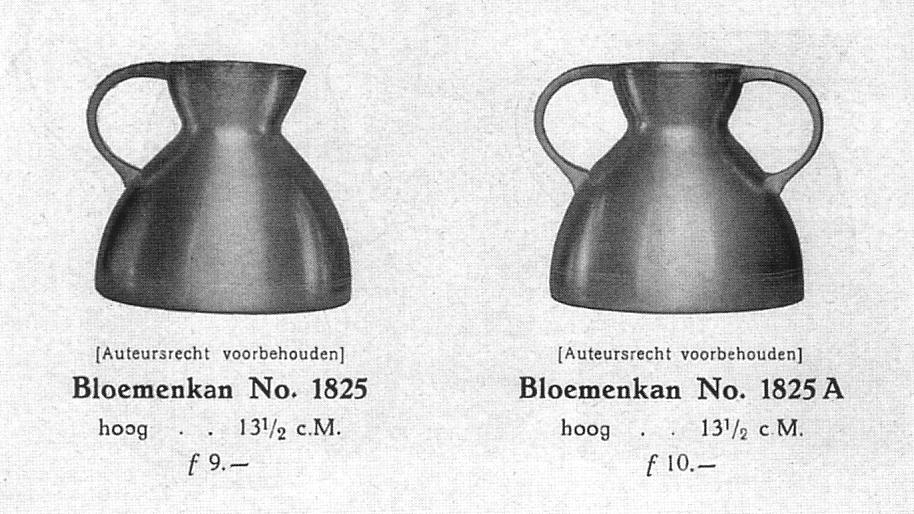 [Auteursrecht voorbehouden]
Bloemenkan No. 1825
hoog . . 13¹/₂ c.M.
f 9.—
[Auteursrecht voorbehouden]
Bloemenkan No. 1825 A
hoog . . 13¹/₂ c M.
f 10.—